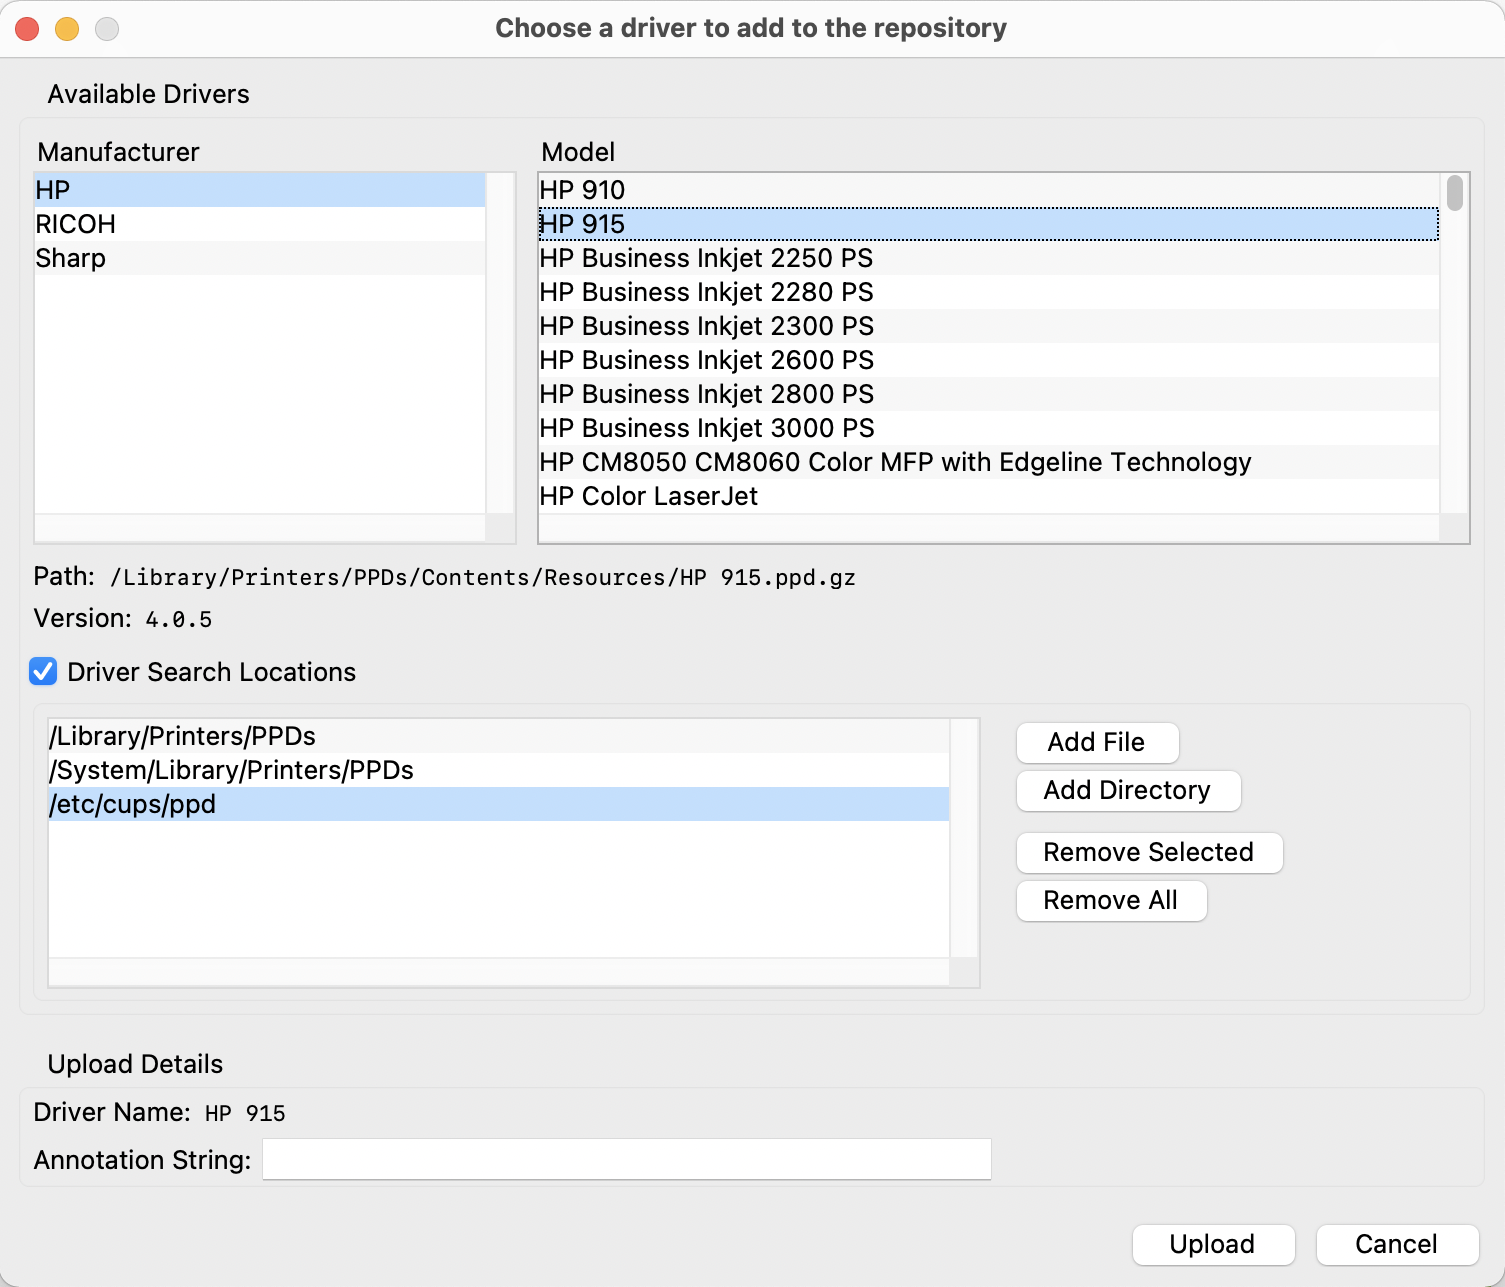 Choose a driver to add to the repository
Available Drivers
Manufacturer
HP
RICOH
Sharp
Model
HP 910
HP 915
HP Business Inkjet 2250 PS
HP Business Inkjet 2280 PS
HP Business Inkjet 2300 PS
HP Business Inkjet 2600 PS
HP Business Inkjet 2800 PS
HP Business Inkjet 3000 PS
HP CM8050 CM8060 Color MFP with Edgeline Technology
HP Color LaserJet
Path: /Library/Printers/PPDs/Contents/Resources/HP 915.ppd.gz
Version: 4.0.5
Driver Search Locations
/Library/Printers/PPDs
/System/Library/Printers/PPDs
/etc/cups/ppd
Add File
Add Directory
Remove Selected
Remove All
Upload Details
Driver Name: HP 915
Annotation String:
Upload Cancel